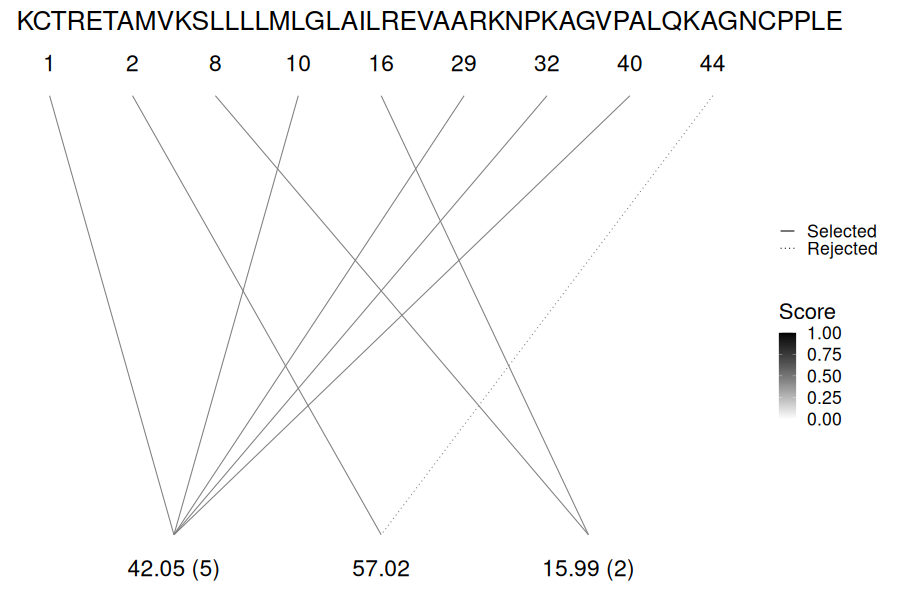 KCTRETAMVKSLLLLMLGLAILREVAARKNPKAGVPALQKAGNCPPLE
1 2 8 10 16 29 32 40 44
Selected
Rejected
Score
1.00
0.75
0.50
0.25
0.00
42.05 (5) 57.02 15.99 (2)